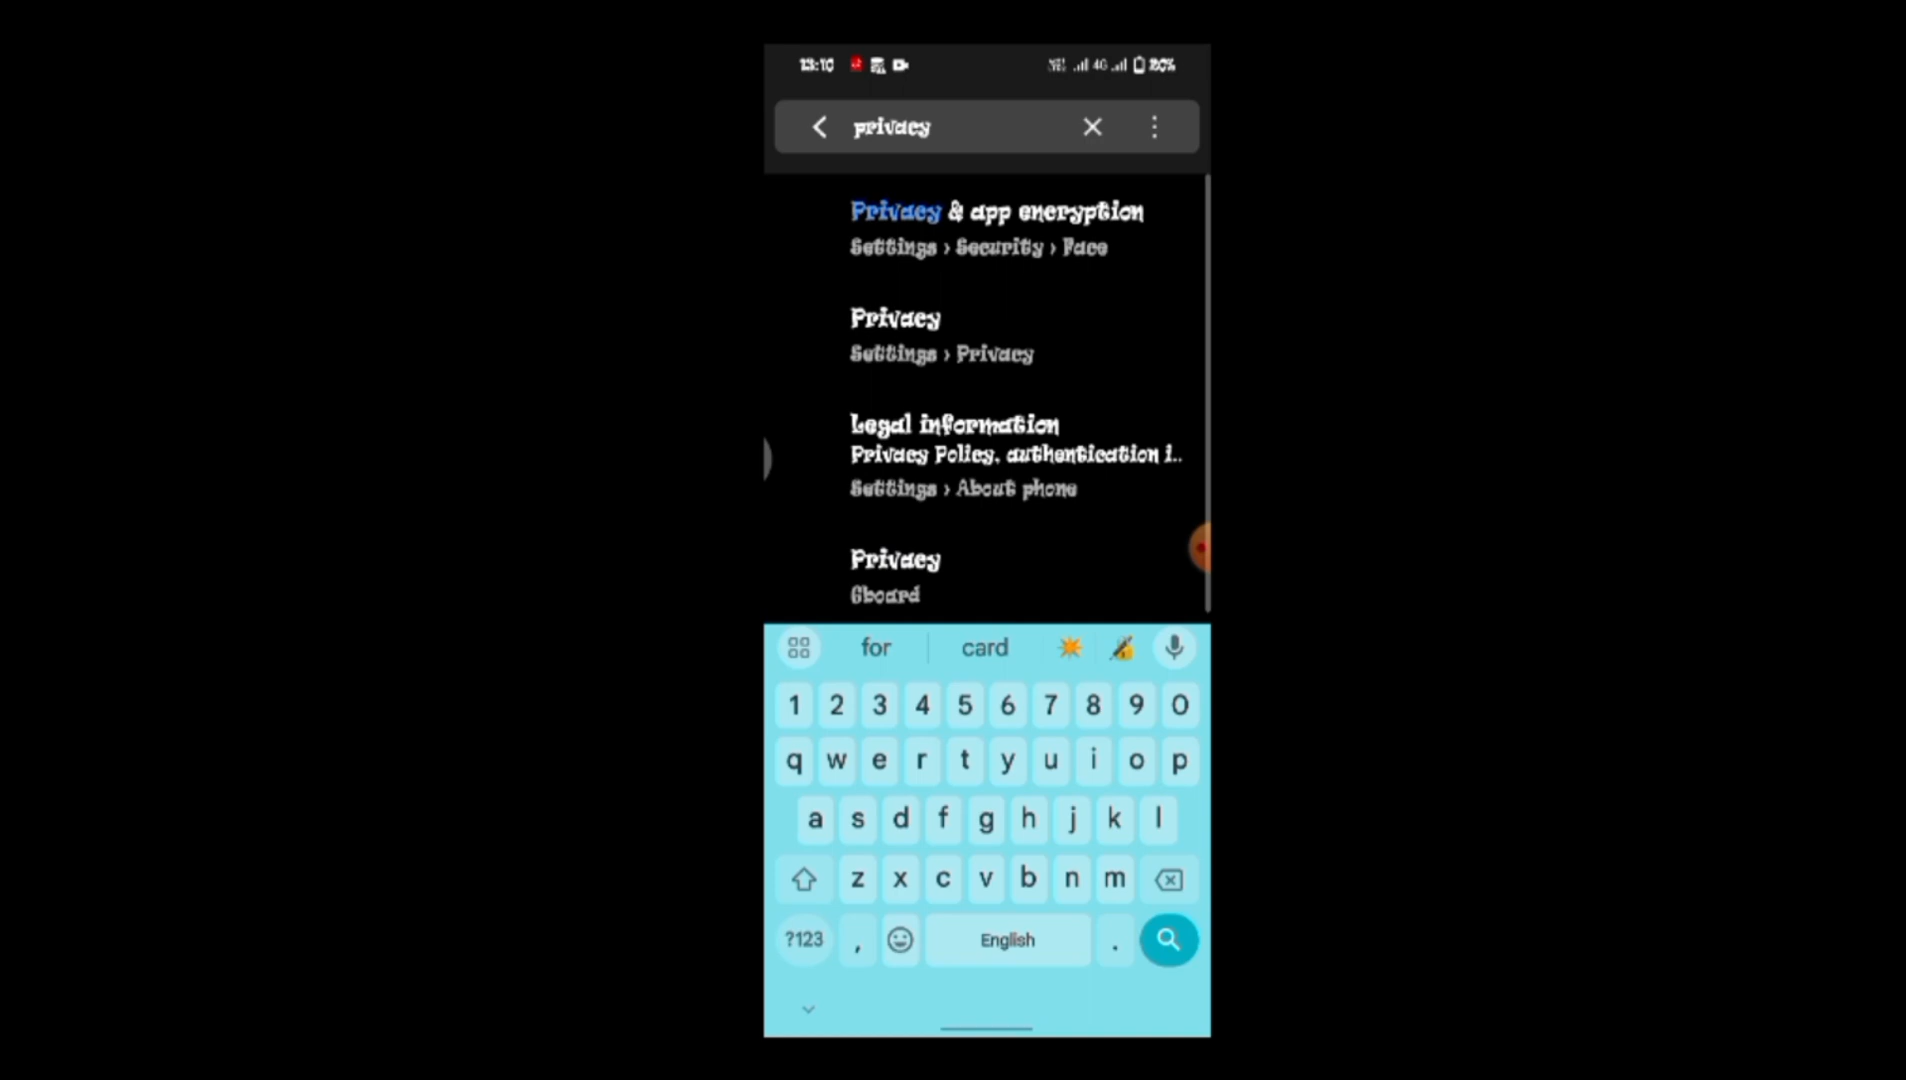 13:10 4G 20%
privacy
Privacy & app encryption
Settings › Security › Face
Privacy
Settings › Privacy
Legal information
Privacy Policy, authentication i..
Settings › About phone
Privacy
Gboard
for card
1 2 3 4 5 6 7 8 9 0
q w e r t y u i o p
a s d f g h j k l
z x c v b n m
?123 , English .